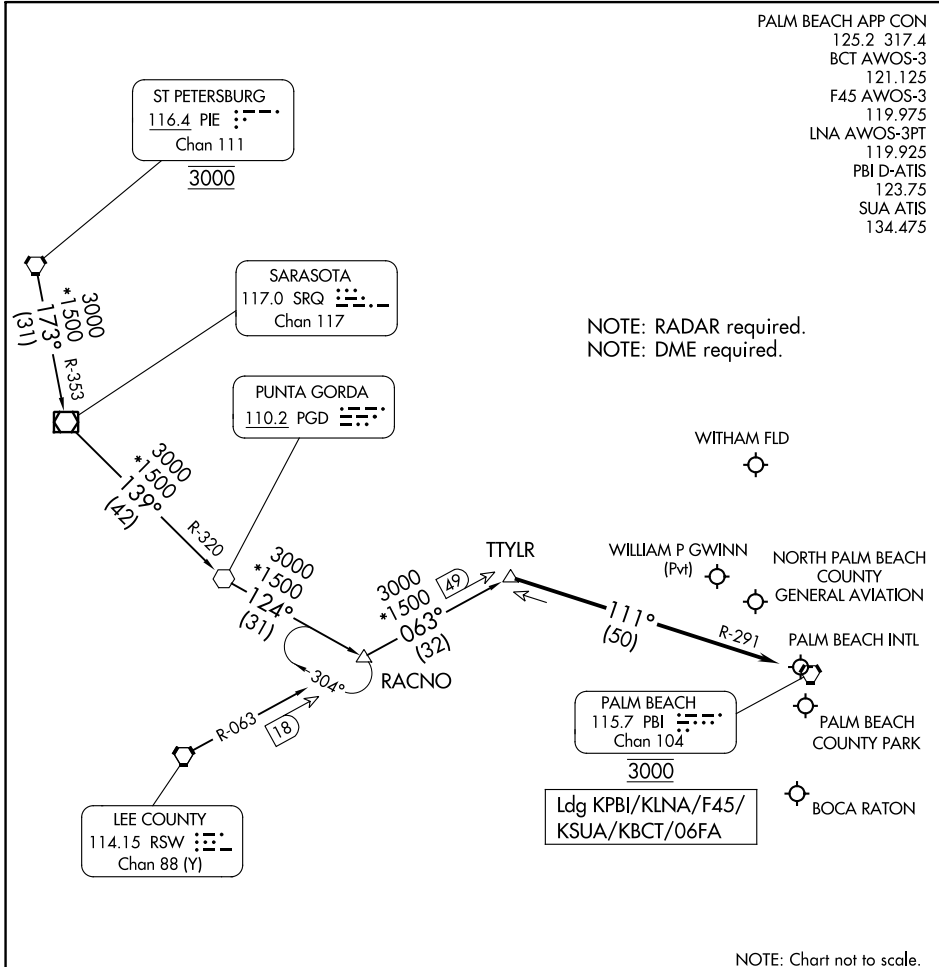 PALM BEACH APP CON
125.2 317.4
BCT AWOS-3
121.125
F45 AWOS-3
119.975
LNA AWOS-3PT
119.925
PBI D-ATIS
123.75
SUA ATIS
134.475
ST PETERSBURG
116.4 PIE
Chan 111
3000
SARASOTA
117.0 SRQ
Chan 117
3000
*1500
173°
(31)
R-353
NOTE: RADAR required.
NOTE: DME required.
PUNTA GORDA
110.2 PGD
3000
*1500
139°
(42)
R-320
WITHAM FLD
3000
*1500
124°
(31)
3000
*1500
063°
(32)
49
TTYLR
WILLIAM P GWINN
(Pvt)
NORTH PALM BEACH
COUNTY
GENERAL AVIATION
111°
(50)
R-291
PALM BEACH INTL
304°
RACNO
R-063
18
PALM BEACH
115.7 PBI
Chan 104
3000
PALM BEACH
COUNTY PARK
Ldg KPBI/KLNA/F45/
KSUA/KBCT/06FA
BOCA RATON
LEE COUNTY
114.15 RSW
Chan 88 (Y)
NOTE: Chart not to scale.